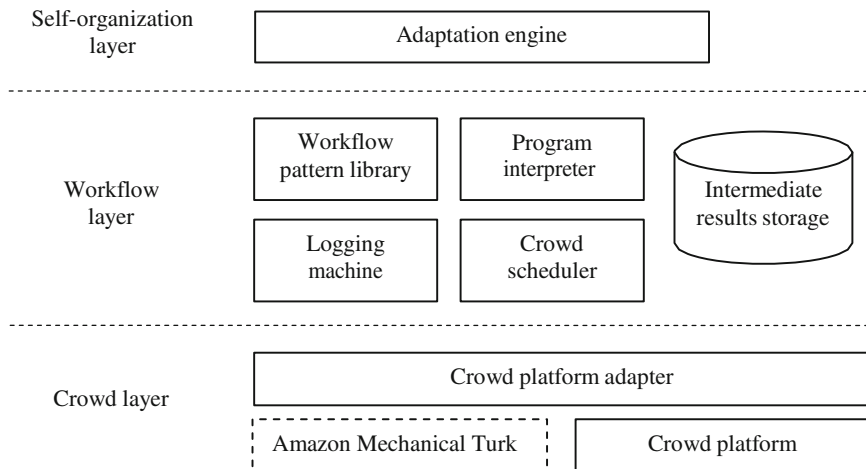 Self-organization
layer
Adaptation engine
Workflow
layer
Workflow
pattern library
Program
interpreter
Intermediate
results storage
Logging
machine
Crowd
scheduler
Crowd layer
Crowd platform adapter
Amazon Mechanical Turk
Crowd platform